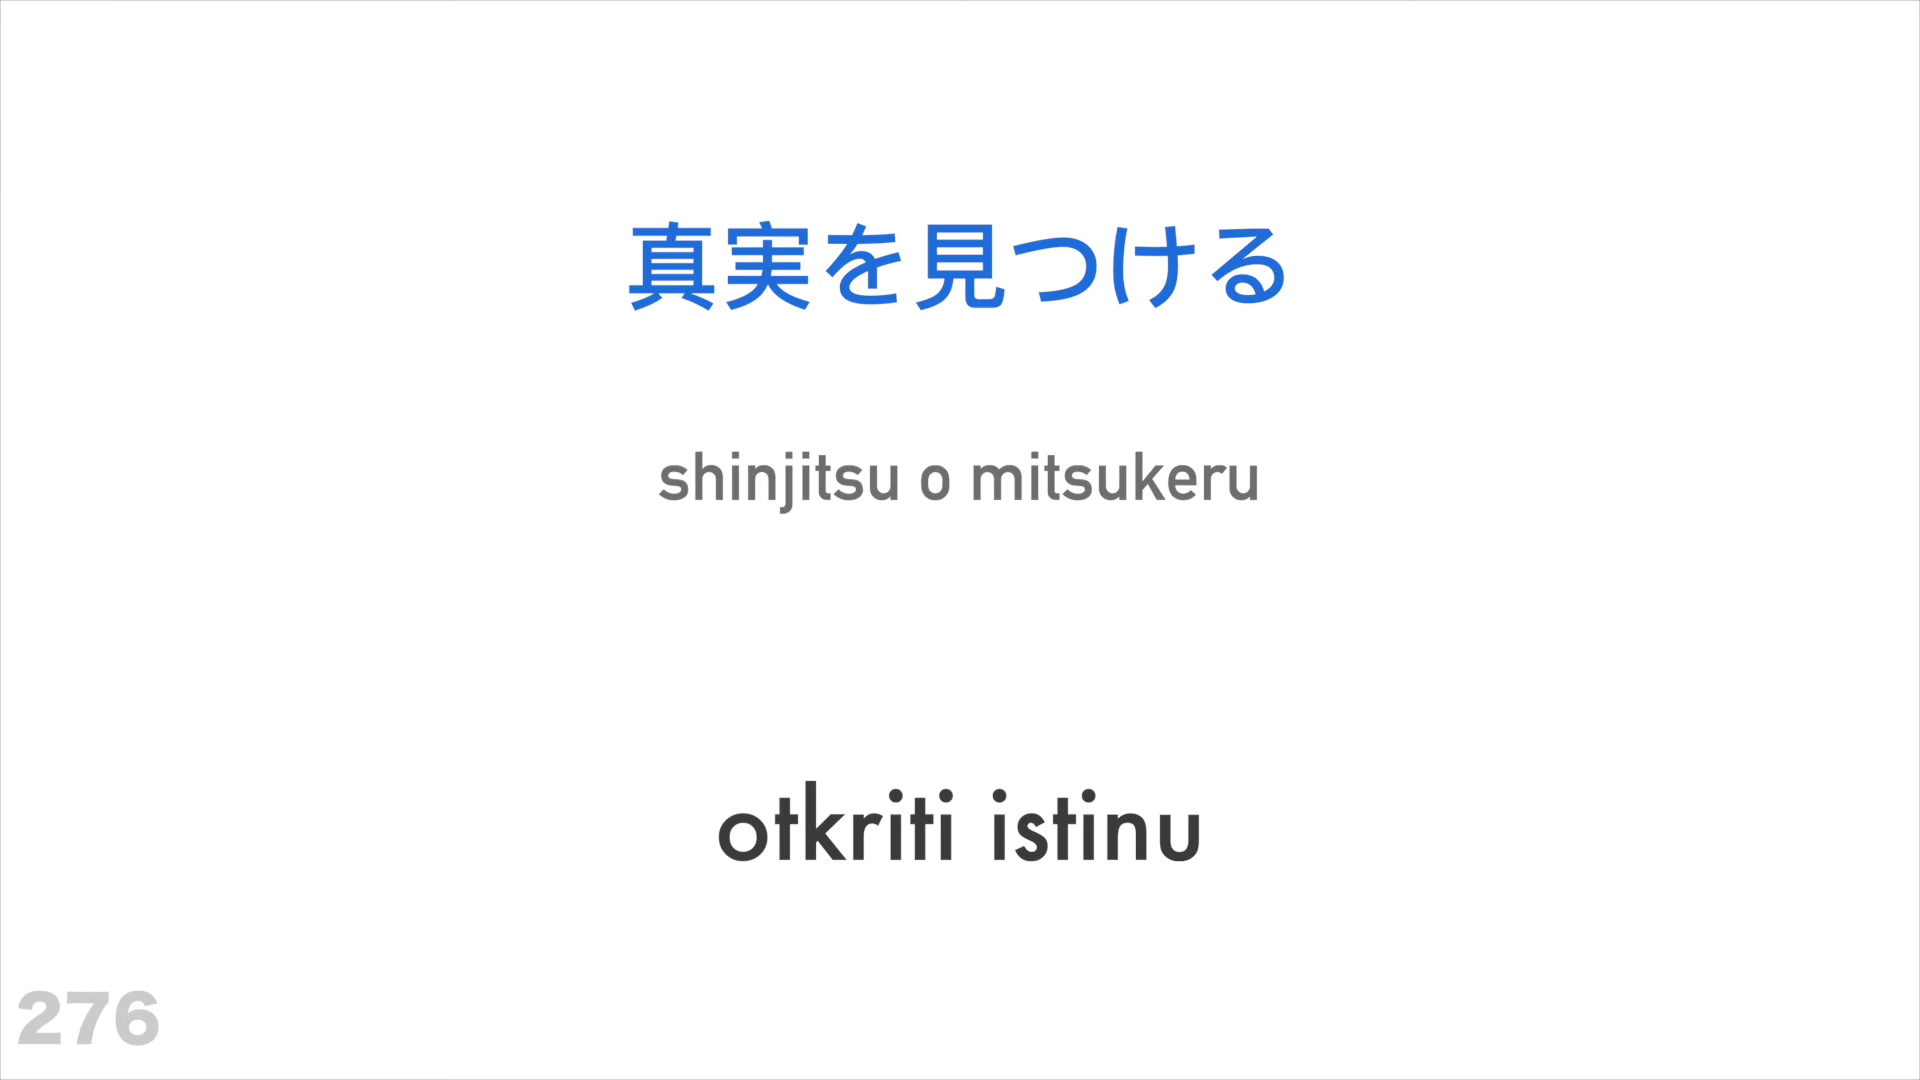 真実を見つける
shinjitsu o mitsukeru
otkriti istinu
276